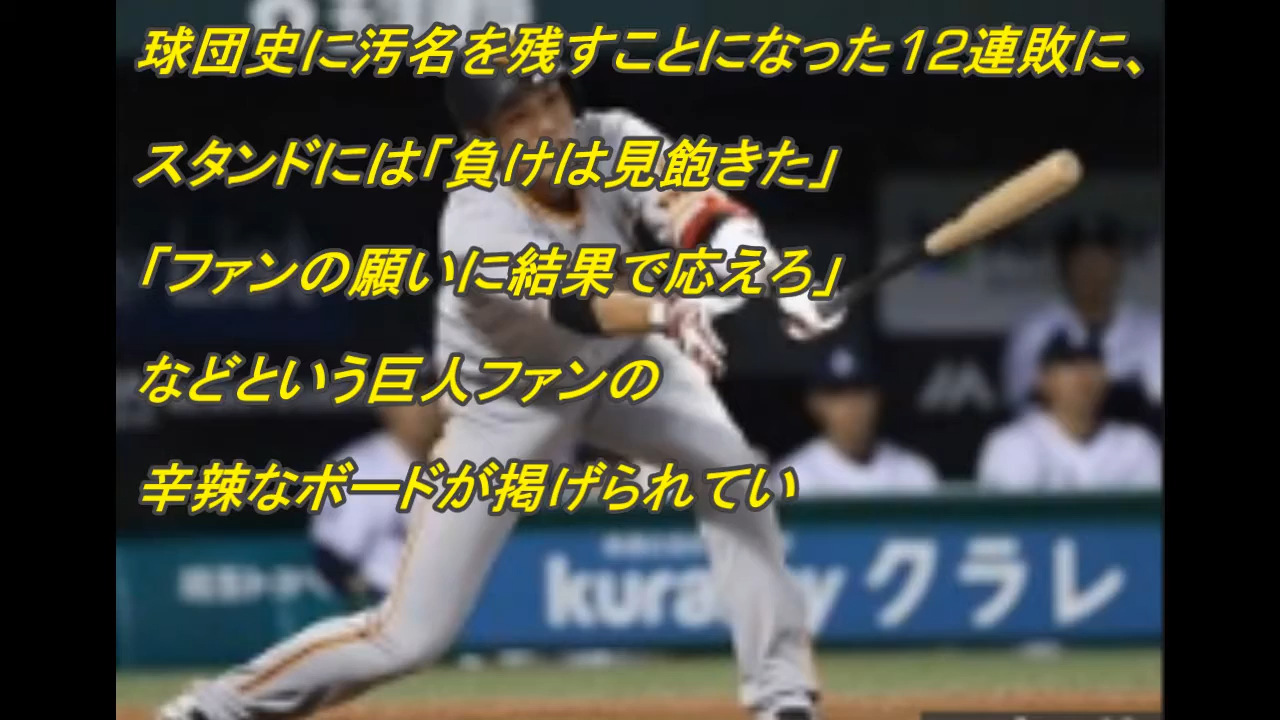 球団史に汚名を残すことになった12連敗に、
スタンドには「負けは見飽きた」
「ファンの願いに結果で応えろ」
などという巨人ファンの
辛辣なボードが掲げられてい
kuraray クラレ